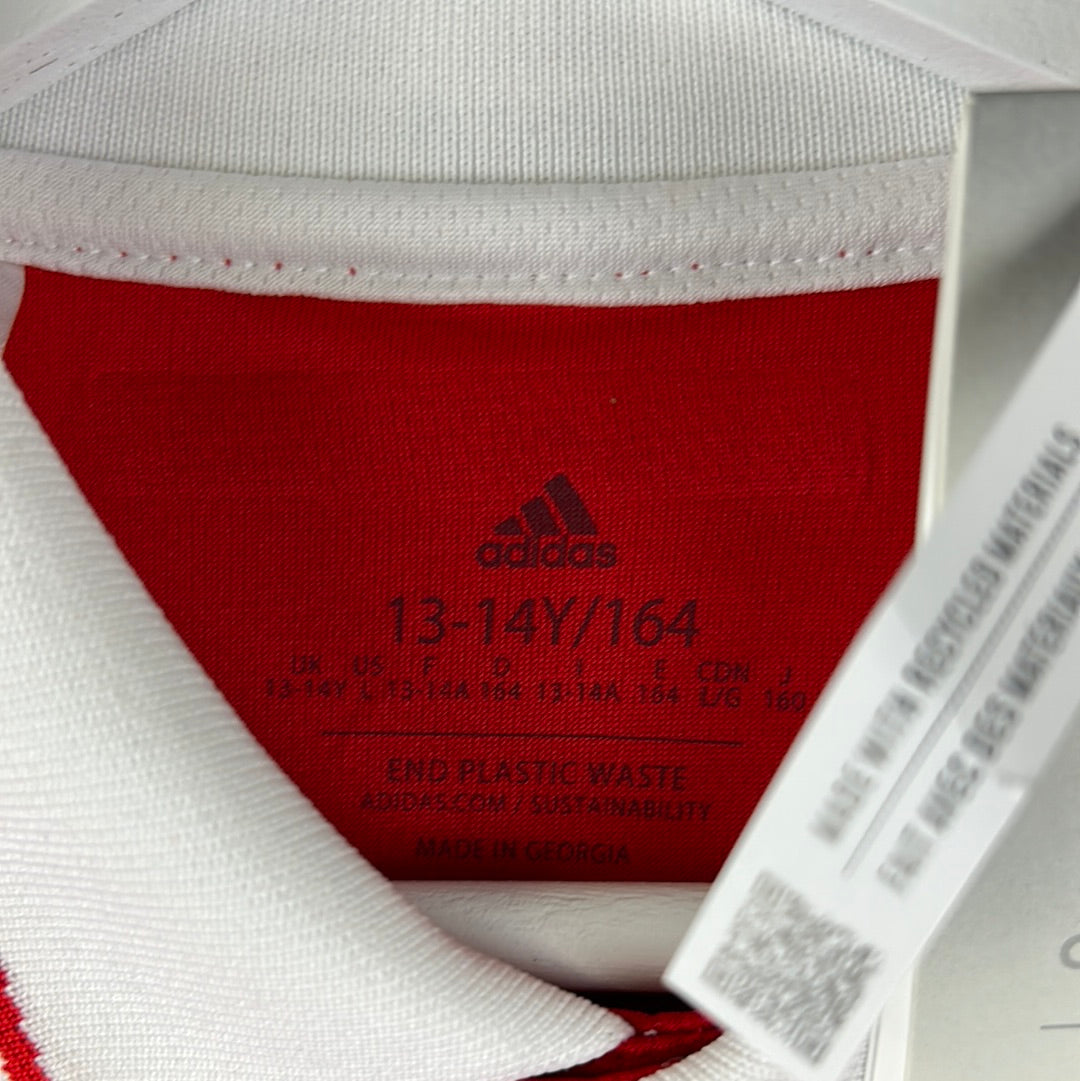 adidas
13-14Y/164
UK US F D I E CDN J
13-14Y L 13-14A 164 13-14A 164 L/G 160
END PLASTIC WASTE
ADIDAS.COM / SUSTAINABILITY
MADE IN GEORGIA
MADE WITH RECYCLED MATERIALS
FAIT AVEC DES MATERIAUX